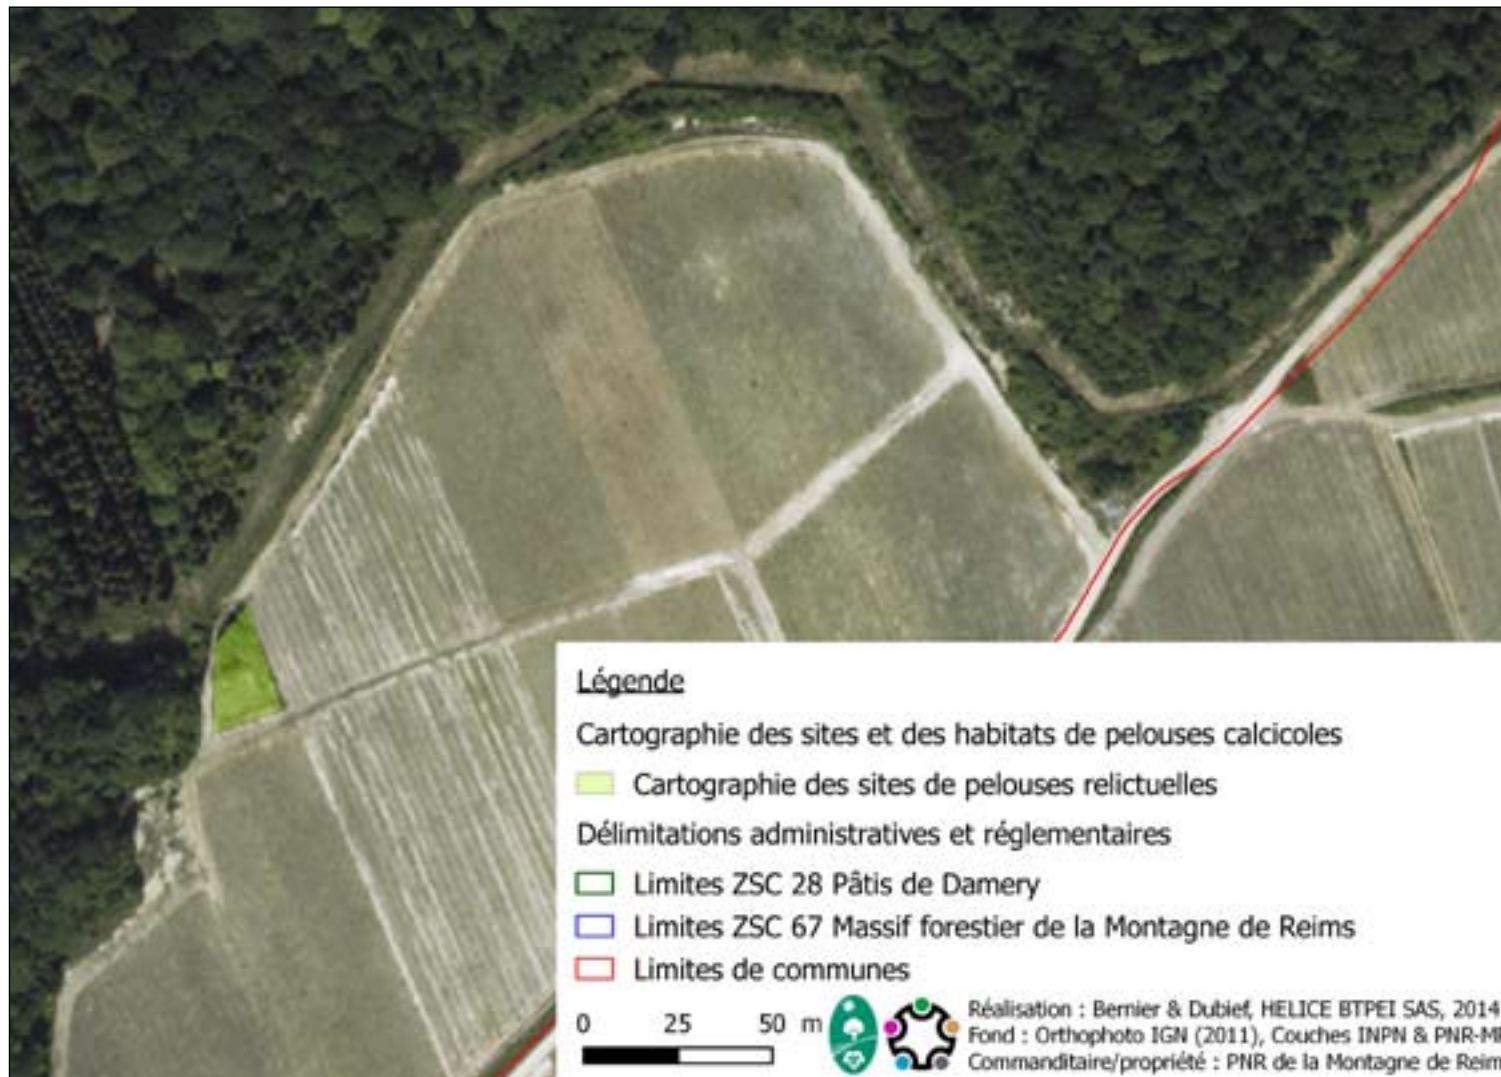 Légende
Cartographie des sites et des habitats de pelouses calcicoles
Cartographie des sites de pelouses relictuelles
Délimitations administratives et réglementaires
Limites ZSC 28 Pâtis de Damery
Limites ZSC 67 Massif forestier de la Montagne de Reims
Limites de communes
0 25 50 m
Réalisation : Bernier & Dubief, HELICE BTPEI SAS, 2014
Fond : Orthophoto IGN (2011), Couches INPN & PNR-MR
Commanditaire/propriété : PNR de la Montagne de Reims